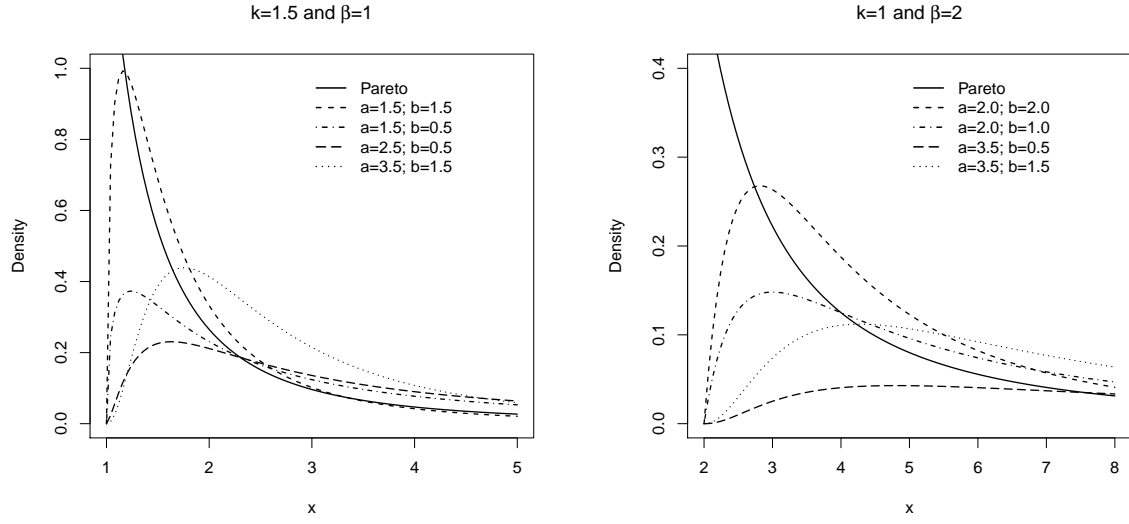 k=1.5 and β=1
Density
0.0
0.2
0.4
0.6
0.8
1.0
Pareto
a=1.5; b=1.5
a=1.5; b=0.5
a=2.5; b=0.5
a=3.5; b=1.5
1 2 3 4 5
x
k=1 and β=2
Density
0.0
0.1
0.2
0.3
0.4
Pareto
a=2.0; b=2.0
a=2.0; b=1.0
a=3.5; b=0.5
a=3.5; b=1.5
2 3 4 5 6 7 8
x